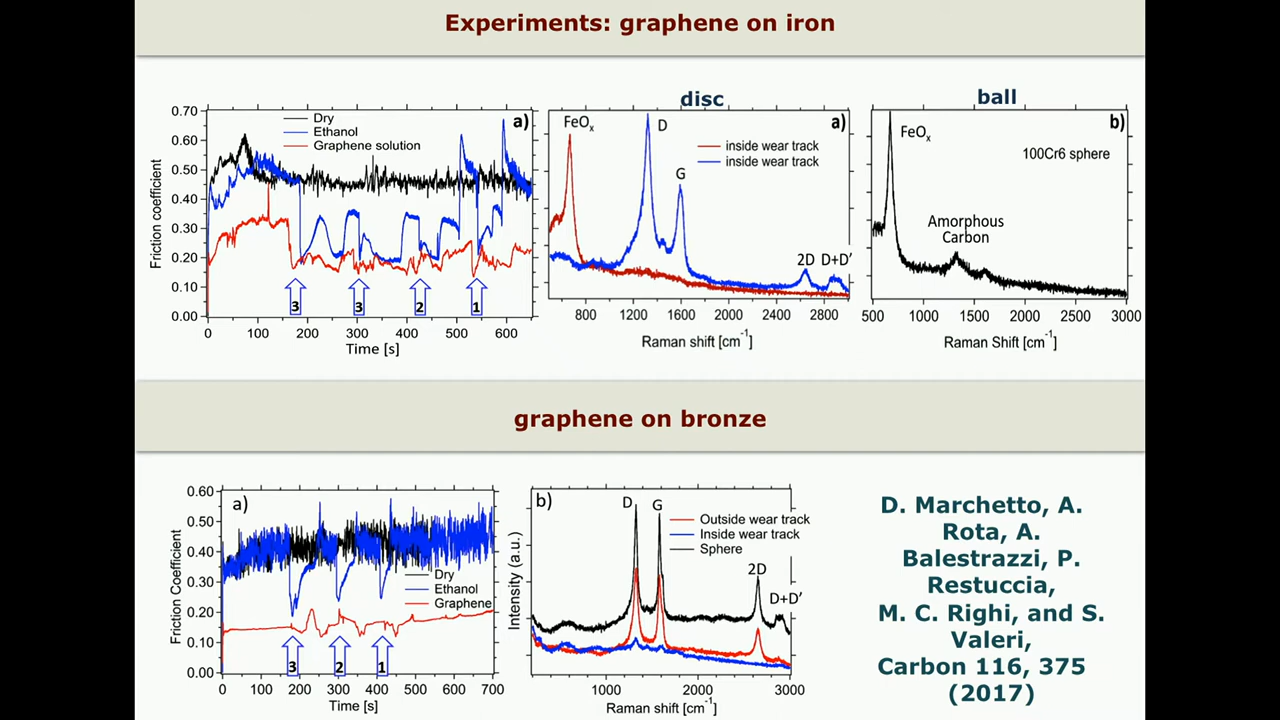 Experiments: graphene on iron
a)
Dry
Ethanol
Graphene solution
Friction coefficient
0.70
0.60
0.50
0.40
0.30
0.20
0.10
0.00
3
3
2
1
0
100
200
300
400
500
600
Time [s]
disc
a)
FeOx
D
G
2D
D+D'
inside wear track
inside wear track
800
1200
1600
2000
2400
2800
Raman shift [cm-1]
ball
b)
FeOx
100Cr6 sphere
Amorphous
Carbon
500
1000
1500
2000
2500
3000
Raman Shift [cm-1]
graphene on bronze
a)
Friction Coefficient
0.60
0.50
0.40
0.30
0.20
0.10
0.00
Dry
Ethanol
Graphene
3
2
1
0
100
200
300
400
500
600
700
Time [s]
b)
Intensity (a.u.)
D
G
Outside wear track
Inside wear track
Sphere
2D
D+D'
1000
2000
3000
Raman shift [cm-1]
D. Marchetto, A.
Rota, A.
Balestrazzi, P.
Restuccia,
M. C. Righi, and S.
Valeri,
Carbon 116, 375
(2017)